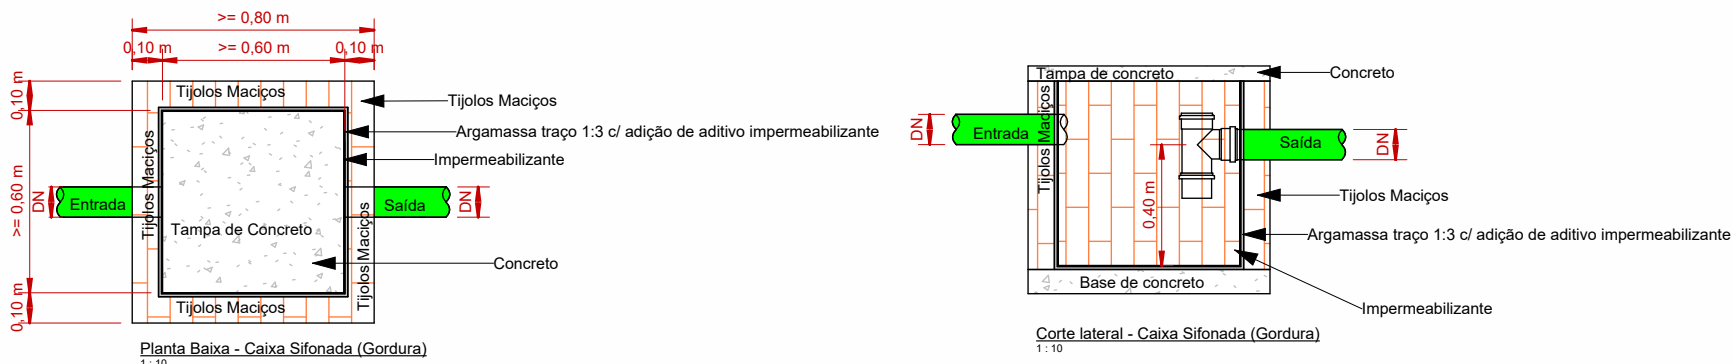 >= 0,80 m
0,10 m
>= 0,60 m
0,10 m
0,10 m
>= 0,60 m
0,10 m
DN
Entrada
Tijolos Maciços
Tijolos Maciços
Tampa de Concreto
Tijolos Maciços
Tijolos Maciços
Saída
DN
Tijolos Maciços
Argamassa traço 1:3 c/ adição de aditivo impermeabilizante
Impermeabilizante
Concreto
Planta Baixa - Caixa Sifonada (Gordura)
1 : 10
Tampa de concreto
Concreto
DN
Entrada
Tijolos Maciços
0,40 m
Saída
DN
Tijolos Maciços
Argamassa traço 1:3 c/ adição de aditivo impermeabilizante
Base de concreto
Impermeabilizante
Corte lateral - Caixa Sifonada (Gordura)
1 : 10